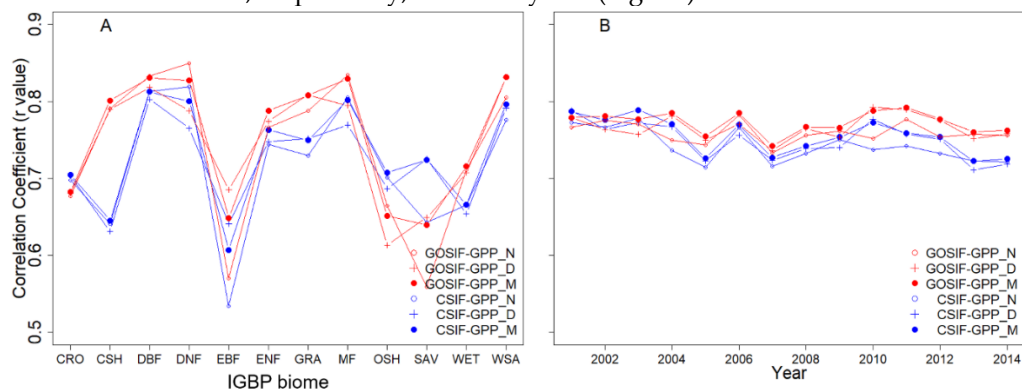 0.9
A
B
0.8
0.7
0.6
0.5
Correlation Coefficient (r value)
GOSIF-GPP_N
GOSIF-GPP_D
GOSIF-GPP_M
CSIF-GPP_N
CSIF-GPP_D
CSIF-GPP_M
GOSIF-GPP_N
GOSIF-GPP_D
GOSIF-GPP_M
CSIF-GPP_N
CSIF-GPP_D
CSIF-GPP_M
CRO CSH DBF DNF EBF ENF GRA MF OSH SAV WET WSA
2002 2004 2006 2008 2010 2012 2014
IGBP biome
Year